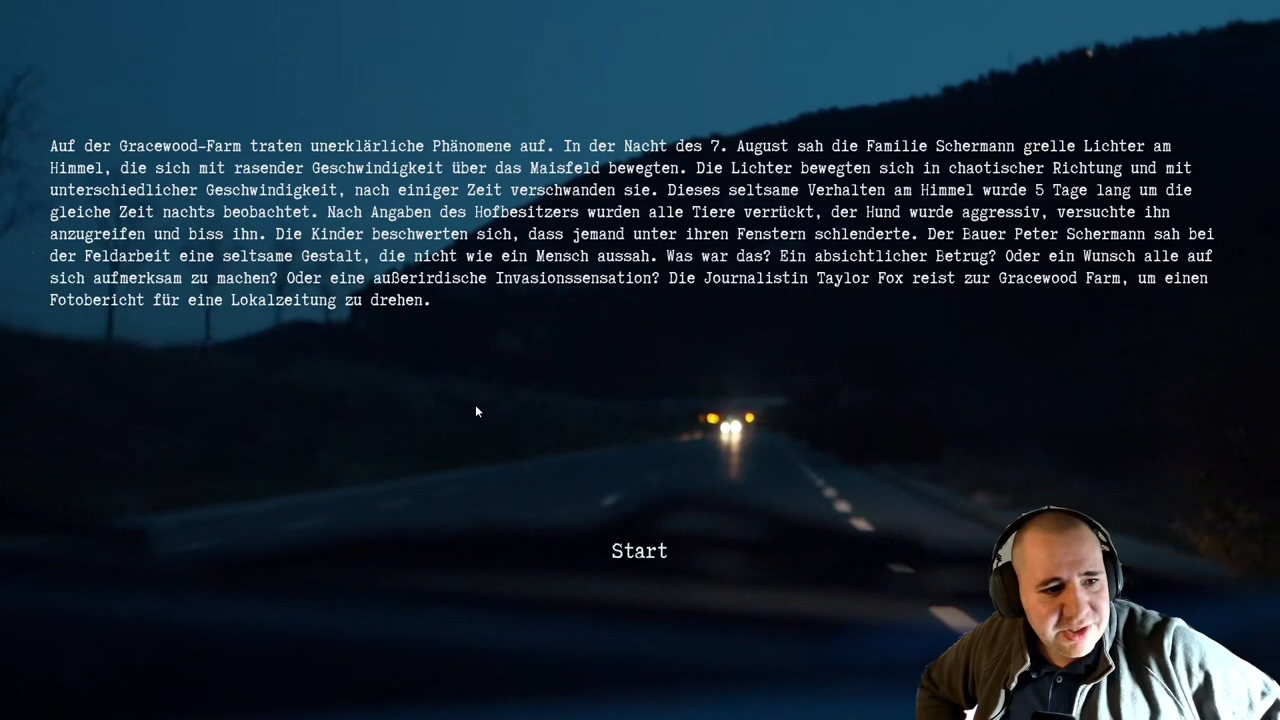 Auf der Gracewood-Farm traten unerklärliche Phänomene auf. In der Nacht des 7. August sah die Familie Schermann grelle Lichter am
Himmel, die sich mit rasender Geschwindigkeit über das Maisfeld bewegten. Die Lichter bewegten sich in chaotischer Richtung und mit
unterschiedlicher Geschwindigkeit, nach einiger Zeit verschwanden sie. Dieses seltsame Verhalten am Himmel wurde 5 Tage lang um die
gleiche Zeit nachts beobachtet. Nach Angaben des Hofbesitzers wurden alle Tiere verrückt, der Hund wurde aggressiv, versuchte ihn
anzugreifen und biss ihn. Die Kinder beschwerten sich, dass jemand unter ihren Fenstern schlenderte. Der Bauer Peter Schermann sah bei
der Feldarbeit eine seltsame Gestalt, die nicht wie ein Mensch aussah. Was war das? Ein absichtlicher Betrug? Oder ein Wunsch alle auf
sich aufmerksam zu machen? Oder eine außerirdische Invasionssensation? Die Journalistin Taylor Fox reist zur Gracewood Farm, um einen
Fotobericht für eine Lokalzeitung zu drehen.
Start